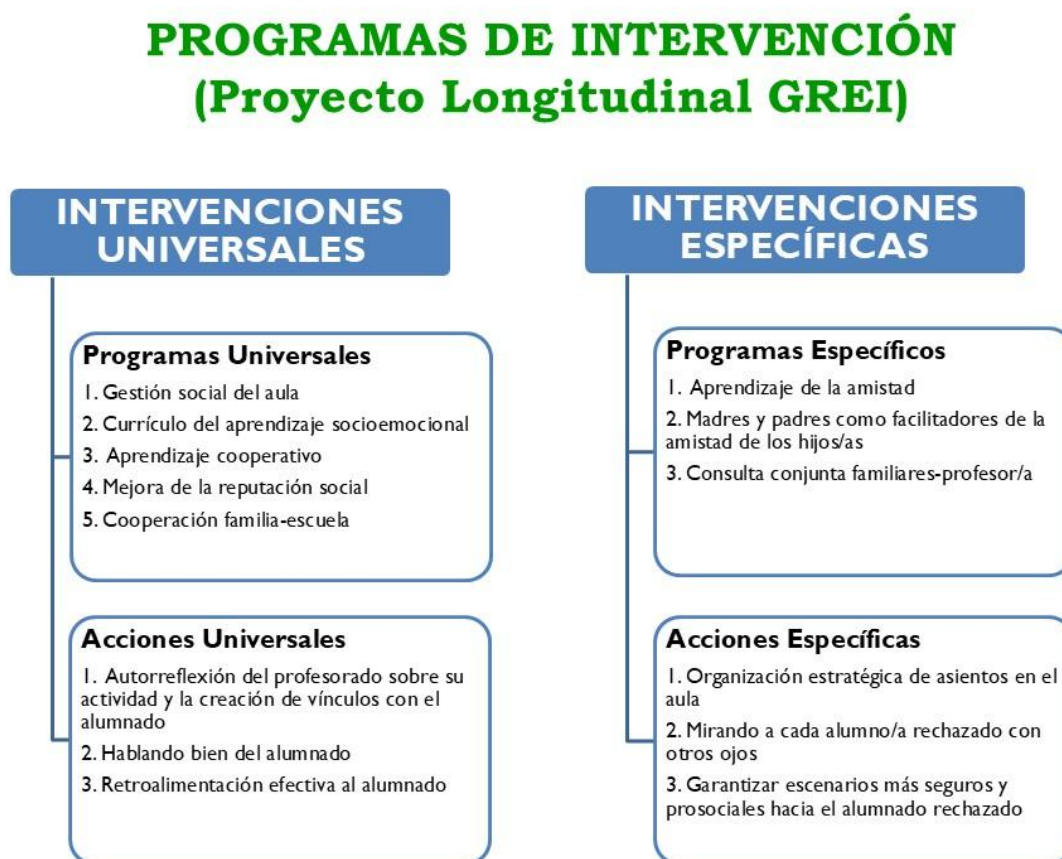 PROGRAMAS DE INTERVENCIÓN
(Proyecto Longitudinal GREI)
INTERVENCIONES
UNIVERSALES
Programas Universales
1. Gestión social del aula
2. Currículo del aprendizaje socioemocional
3. Aprendizaje cooperativo
4. Mejora de la reputación social
5. Cooperación familia-escuela
Acciones Universales
1. Autorreflexión del profesorado sobre su
actividad y la creación de vínculos con el
alumnado
2. Hablando bien del alumnado
3. Retroalimentación efectiva al alumnado
INTERVENCIONES
ESPECÍFICAS
Programas Específicos
1. Aprendizaje de la amistad
2. Madres y padres como facilitadores de la
amistad de los hijos/as
3. Consulta conjunta familiares-profesor/a
Acciones Específicas
1. Organización estratégica de asientos en el
aula
2. Mirando a cada alumno/a rechazado con
otros ojos
3. Garantizar escenarios más seguros y
prosociales hacia el alumnado rechazado